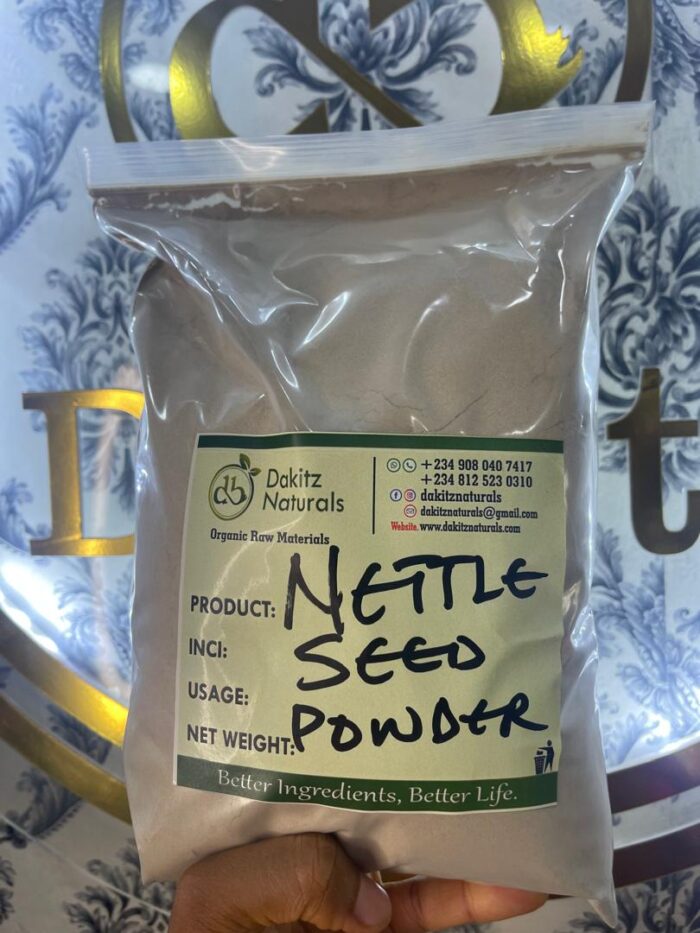 D
t
db
Dakitz
Naturals
Organic Raw Materials
+234 908 040 7417
+234 812 523 0310
dakitznaturals
dakitznaturals@gmail.com
Website. www.dakitznaturals.com
PRODUCT: NETTLE
INCI: SEED
USAGE:
NET WEIGHT: POWDER
Better Ingredients, Better Life.